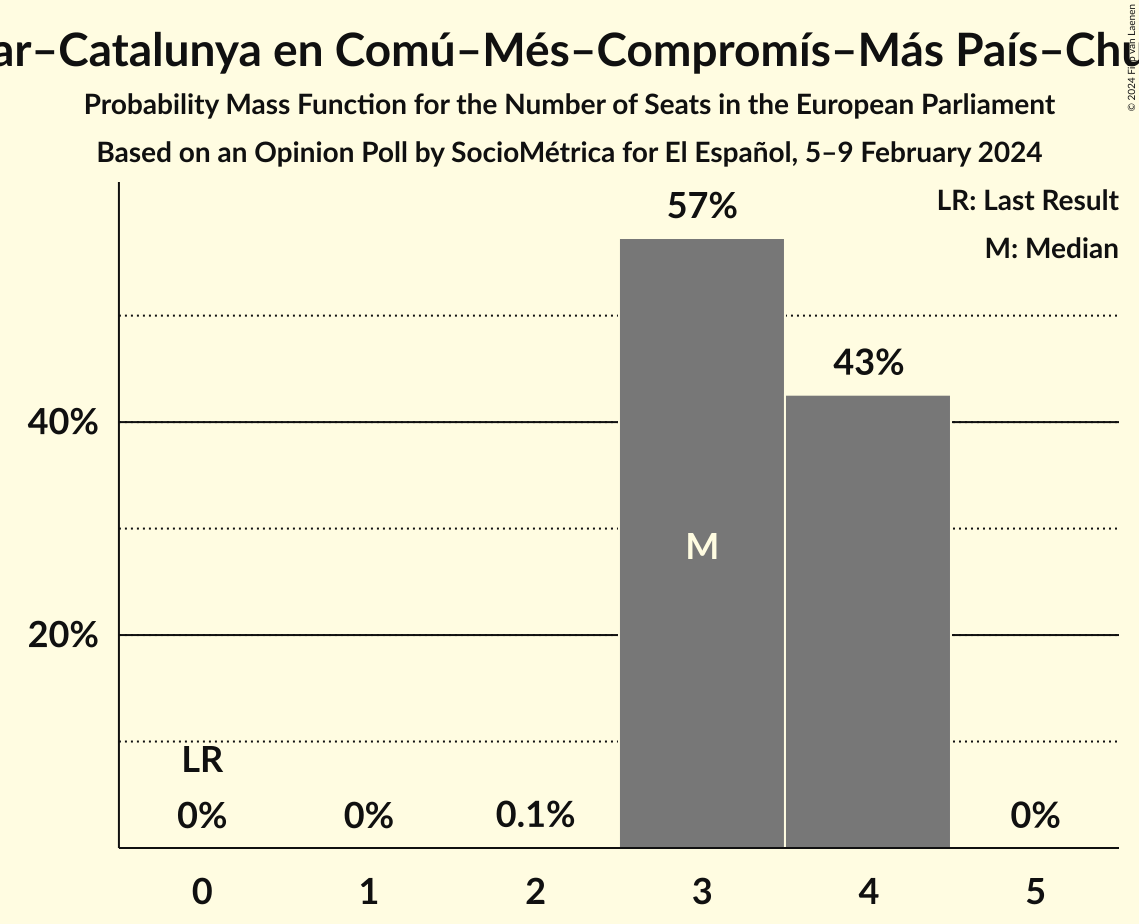 ar–Catalunya en Comú–Més–Compromís–Más País–Chu
© 2024 Filip van Laenen
Probability Mass Function for the Number of Seats in the European Parliament
Based on an Opinion Poll by SocioMétrica for El Español, 5–9 February 2024
LR: Last Result
M: Median
57%
43%
40%
M
20%
LR
0%
0%
0.1%
0%
0
1
2
3
4
5